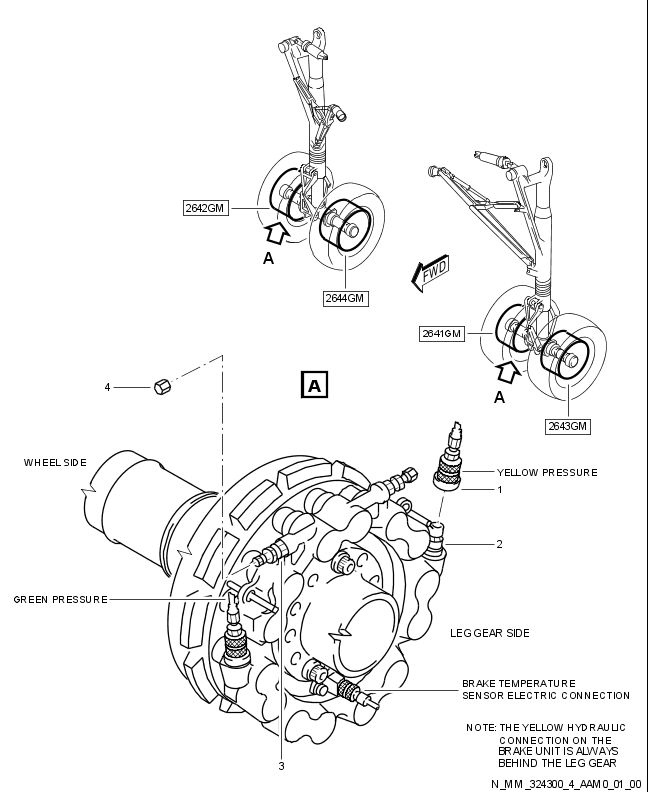 2642GM
A
2644GM
FWD
2641GM
A
2643GM
4
A
WHEEL SIDE
YELLOW PRESSURE
1
2
GREEN PRESSURE
LEG GEAR SIDE
BRAKE TEMPERATURE
SENSOR ELECTRIC CONNECTION
3
NOTE: THE YELLOW HYDRAULIC
CONNECTION ON THE
BRAKE UNIT IS ALWAYS
BEHIND THE LEG GEAR
N_MM_324300_4_AAM0_01_00